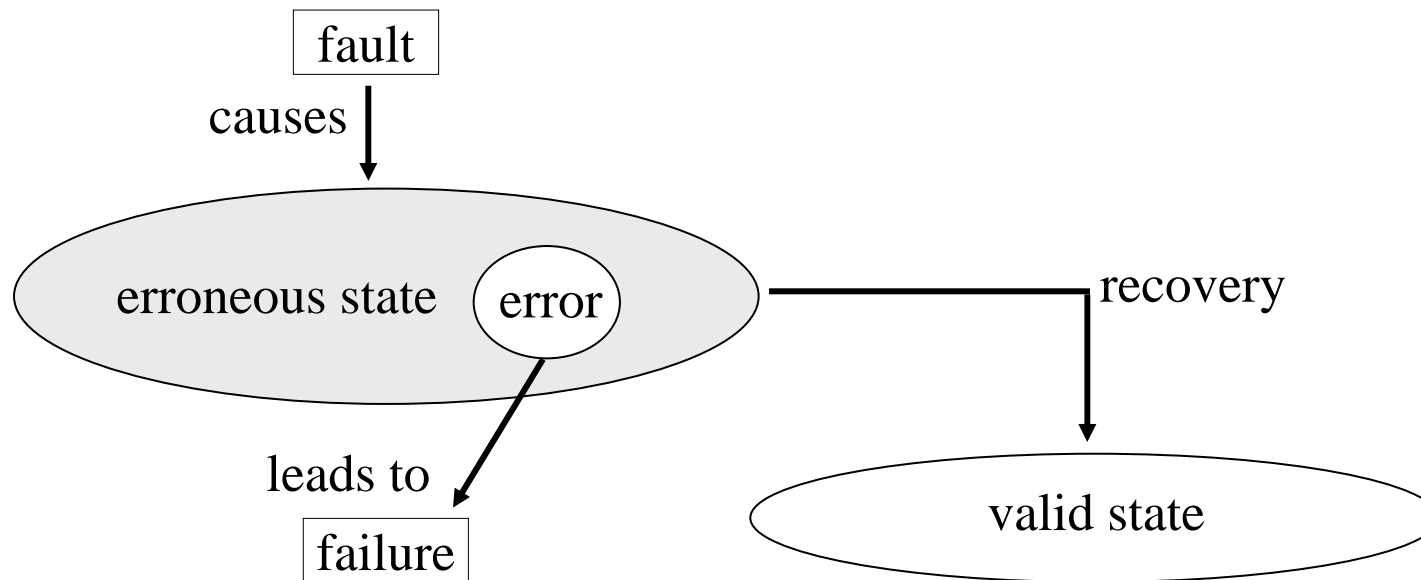 fault
causes
erroneous state
error
recovery
leads to
valid state
failure